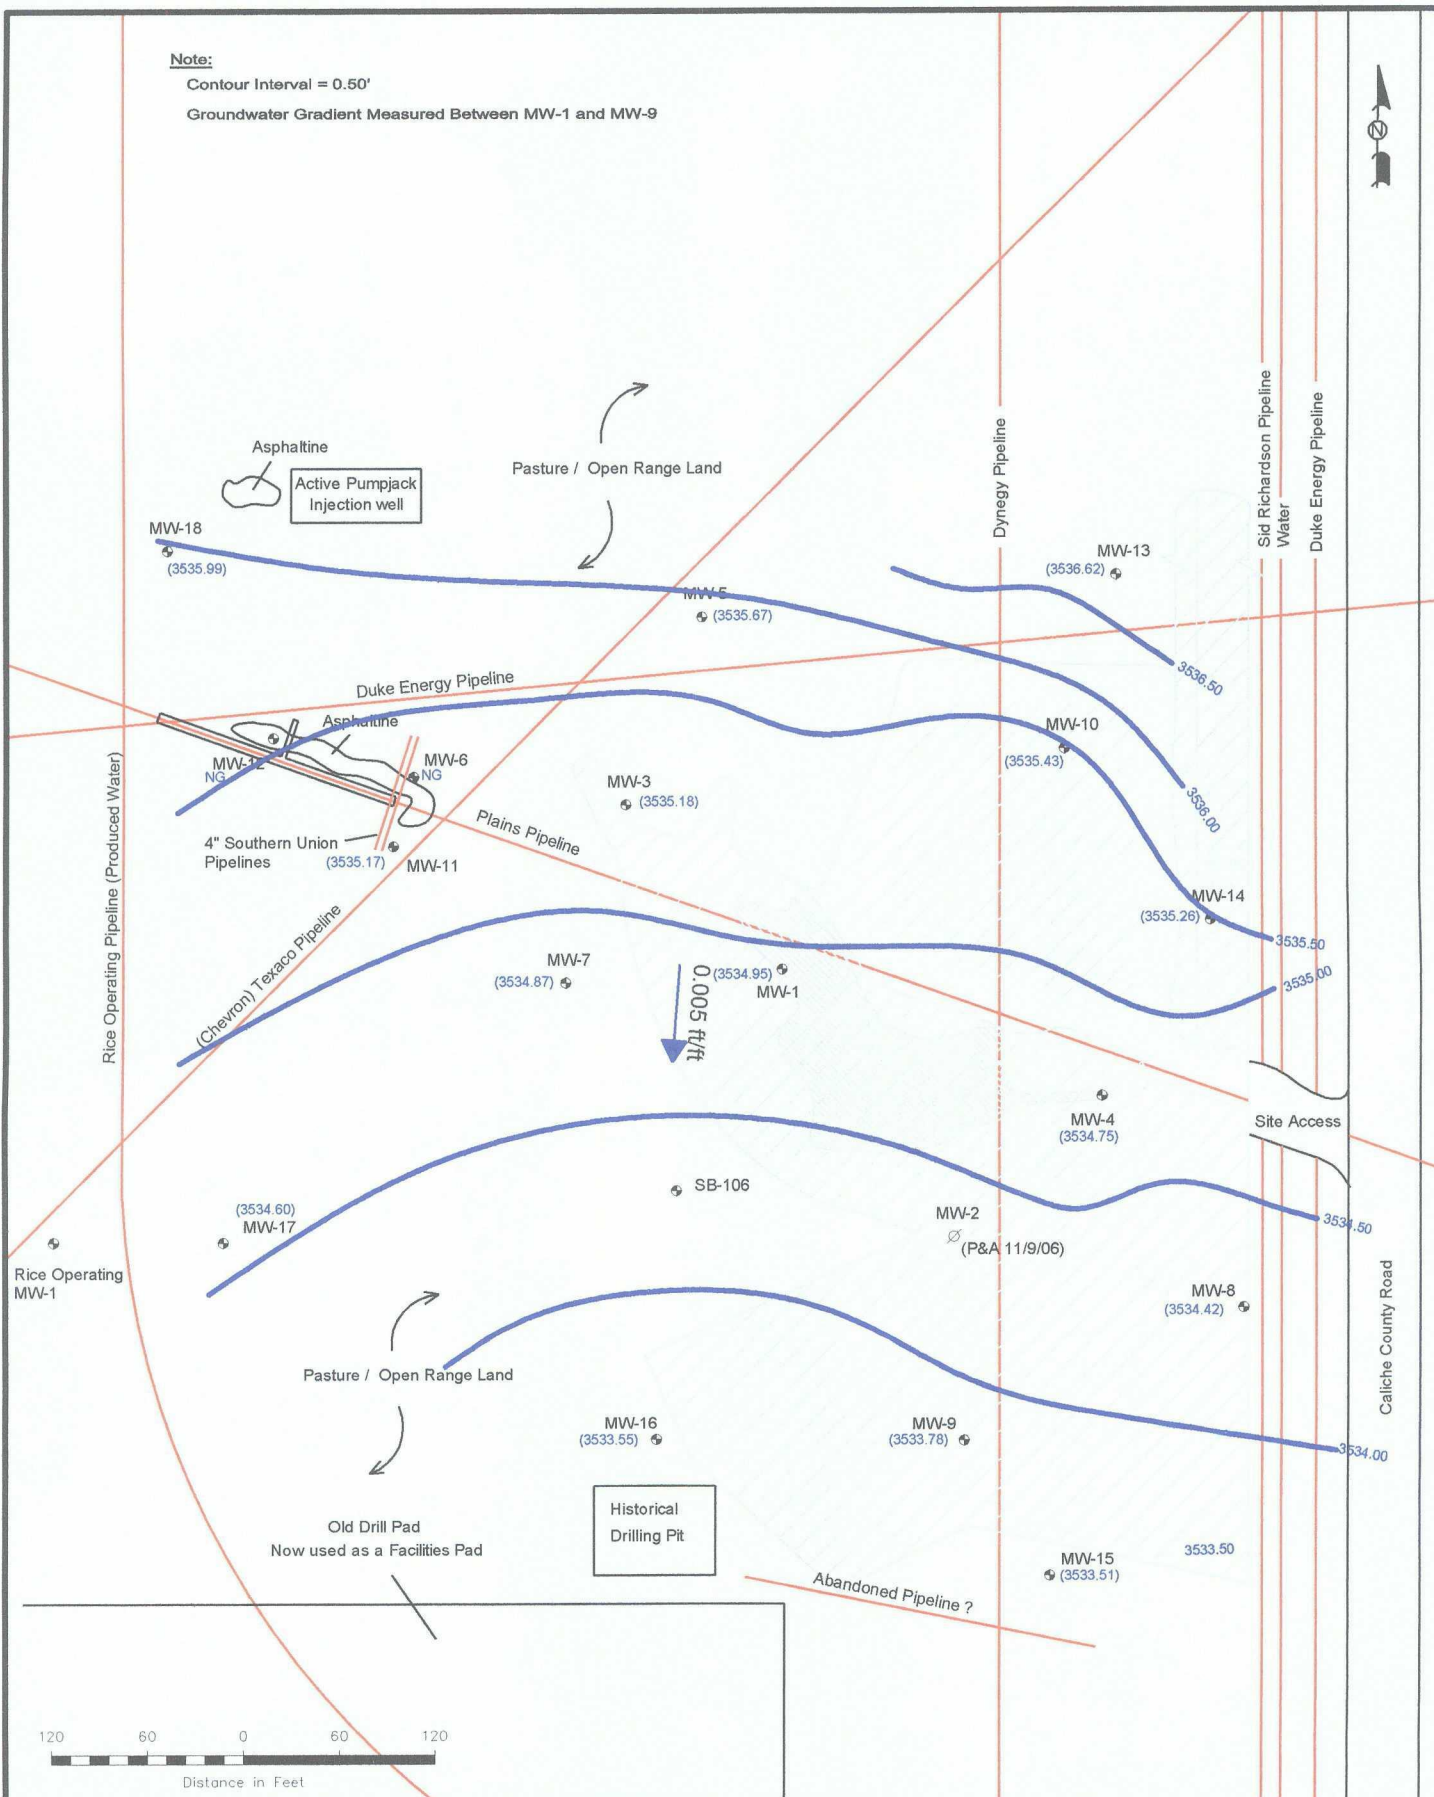 Note:
Contour Interval = 0.50'
Groundwater Gradient Measured Between MW-1 and MW-9
N
Asphaltine
Active Pumpjack
Injection well
Pasture / Open Range Land
Dynegy Pipeline
Sid Richardson Pipeline
Water
Duke Energy Pipeline
MW-18
(3535.99)
MW-13
(3536.62)
MW-5
(3535.67)
3536.50
Duke Energy Pipeline
Asphaltine
MW-12
NG
MW-6
NG
MW-10
(3535.43)
MW-3
(3535.18)
3536.00
Plains Pipeline
4" Southern Union
Pipelines
(3535.17)
MW-11
Rice Operating Pipeline (Produced Water)
(Chevron) Texaco Pipeline
MW-14
(3535.26)
3535.50
MW-7
(3534.87)
(3534.95)
MW-1
0.005 ft/ft
3535.00
MW-4
(3534.75)
Site Access
SB-106
(3534.60)
MW-17
MW-2
(P&A 11/9/06)
3534.50
Rice Operating
MW-1
MW-8
(3534.42)
Caliche County Road
Pasture / Open Range Land
MW-16
(3533.55)
MW-9
(3533.78)
3534.00
Historical
Drilling Pit
Old Drill Pad
Now used as a Facilities Pad
3533.50
MW-15
(3533.51)
Abandoned Pipeline ?
120 60 0 60 120
Distance in Feet